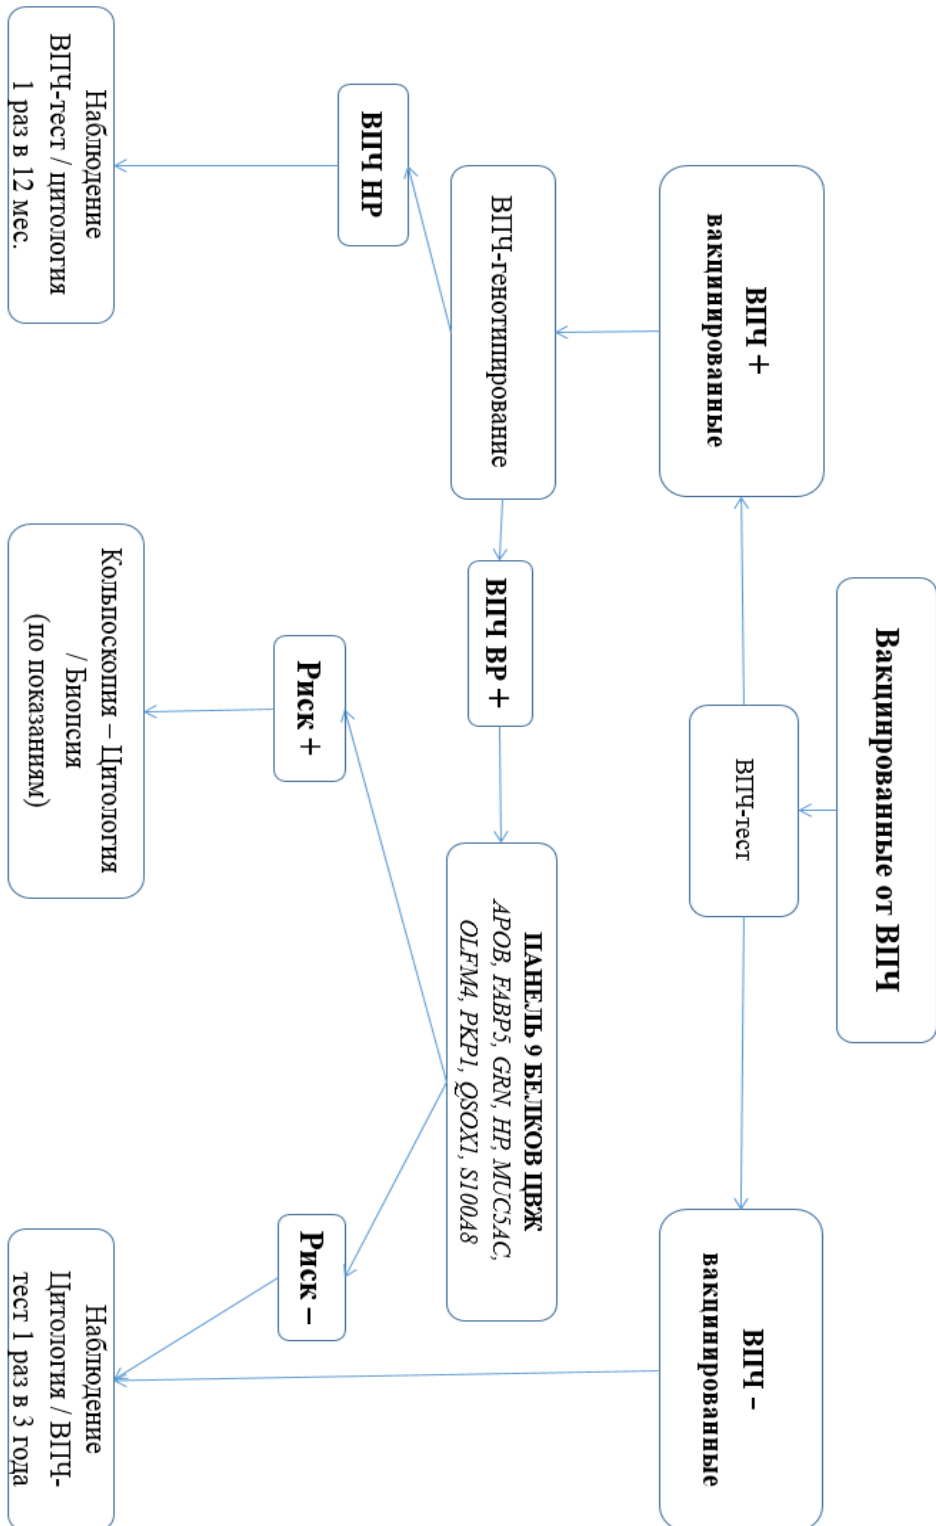 Вакцинрованные от ВПЧ
ВПЧ-тест
ВПЧ +
вакцинированные
ВПЧ –
вакцинированные
ВПЧ-генотипирование
ВПЧ НР
ВПЧ ВР +
ПАНЕЛЬ 9 БЕЛКОВ ЦВЖ
APOB, FABP5, GRN, HP, MUC5AC,
OLFM4, PKP1, QSOX1, S100A8
Риск +
Риск –
Наблюдение
ВПЧ-тест / цитология
1 раз в 12 мес.
Кольпоскопия – Цитология
/ Биопсия
(по показаниям)
Наблюдение
Цитология / ВПЧ-
тест 1 раз в 3 года